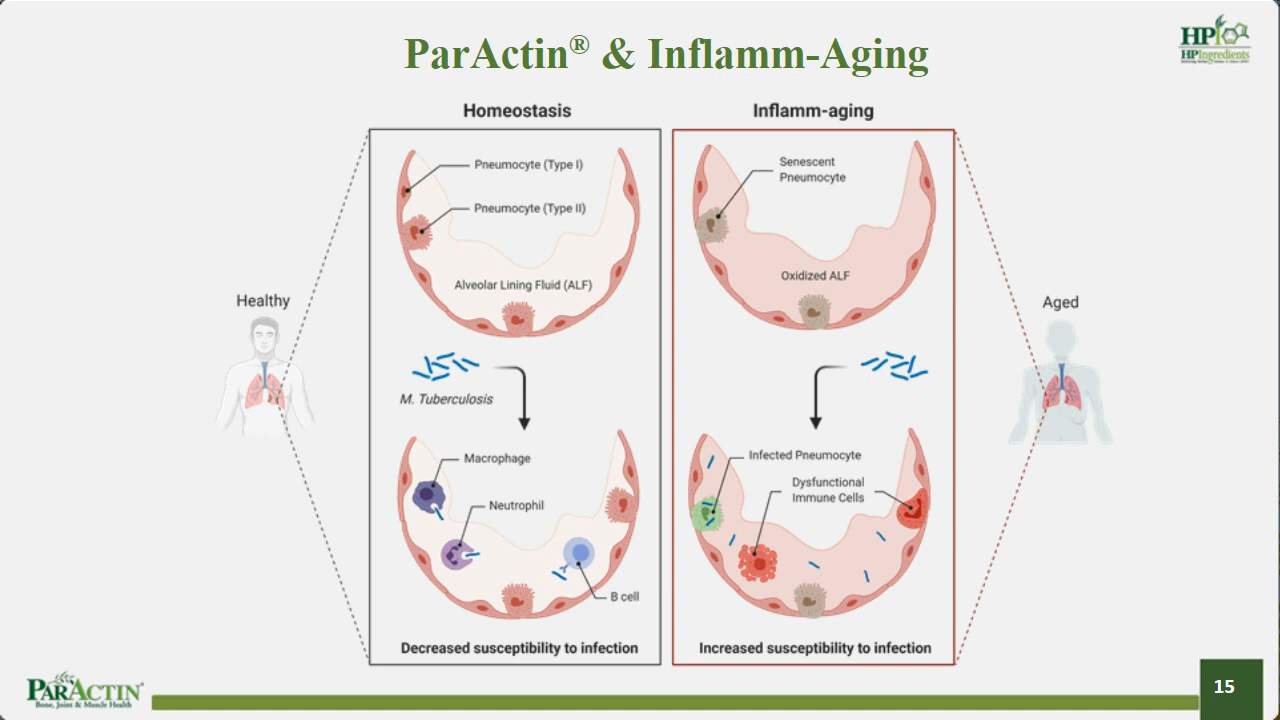 ParActin® & Inflamm-Aging
HPI
HPIngredients
Homeostasis
Pneumocyte (Type I)
Pneumocyte (Type II)
Alveolar Lining Fluid (ALF)
M. Tuberculosis
Macrophage
Neutrophil
B cell
Decreased susceptibility to infection
Inflamm-aging
Senescent
Pneumocyte
Oxidized ALF
Infected Pneumocyte
Dysfunctional
Immune Cells
Increased susceptibility to infection
Healthy
Aged
PARACTIN®
Bone, Joint & Muscle Health
15